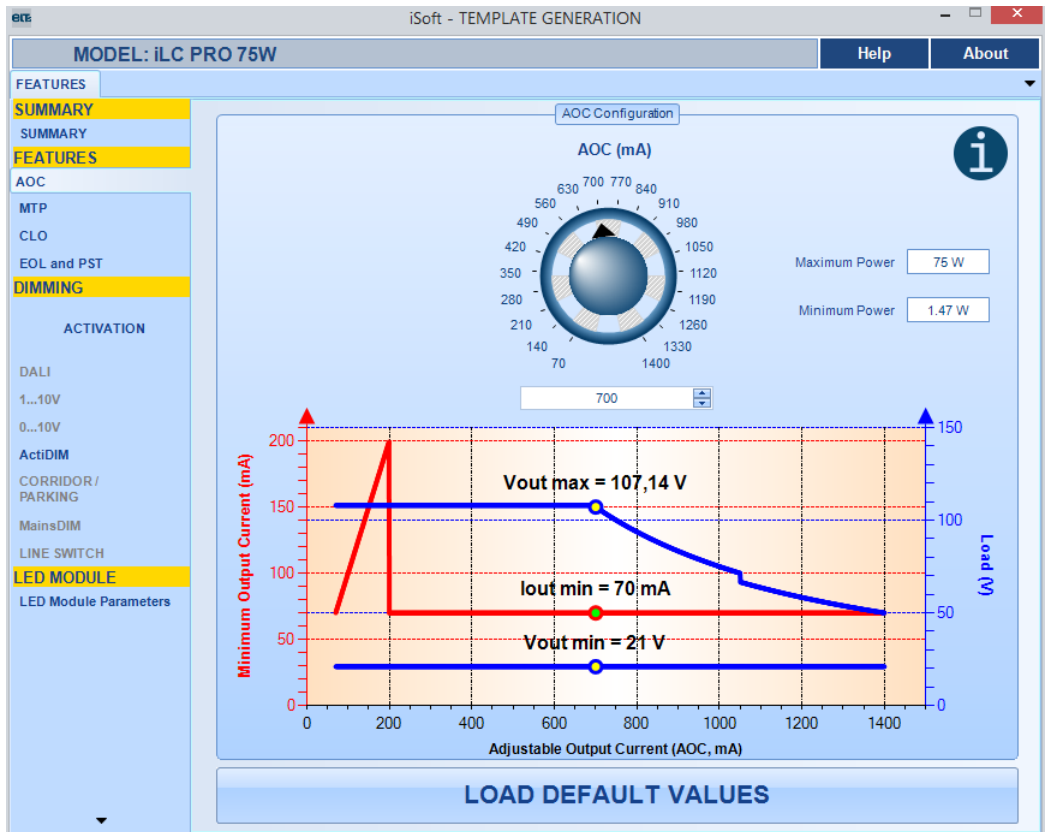 iSoft - TEMPLATE GENERATION
MODEL: iLC PRO 75W
Help
About
FEATURES
SUMMARY
SUMMARY
FEATURES
AOC
MTP
CLO
EOL and PST
DIMMING
ACTIVATION
DALI
1...10V
0...10V
ActiDIM
CORRIDOR /
PARKING
MainsDIM
LINE SWITCH
LED MODULE
LED Module Parameters
AOC Configuration
AOC (mA)
i
70
140
210
280
350
420
490
560
630
700
770
840
910
980
1050
1120
1190
1260
1330
1400
Maximum Power 75 W
Minimum Power 1.47 W
700
Minimum Output Current (mA)
200
150
100
50
0
Vout max = 107,14 V
Iout min = 70 mA
Vout min = 21 V
150
100
50
0
Load (V)
0 200 400 600 800 1000 1200 1400
Adjustable Output Current (AOC, mA)
LOAD DEFAULT VALUES